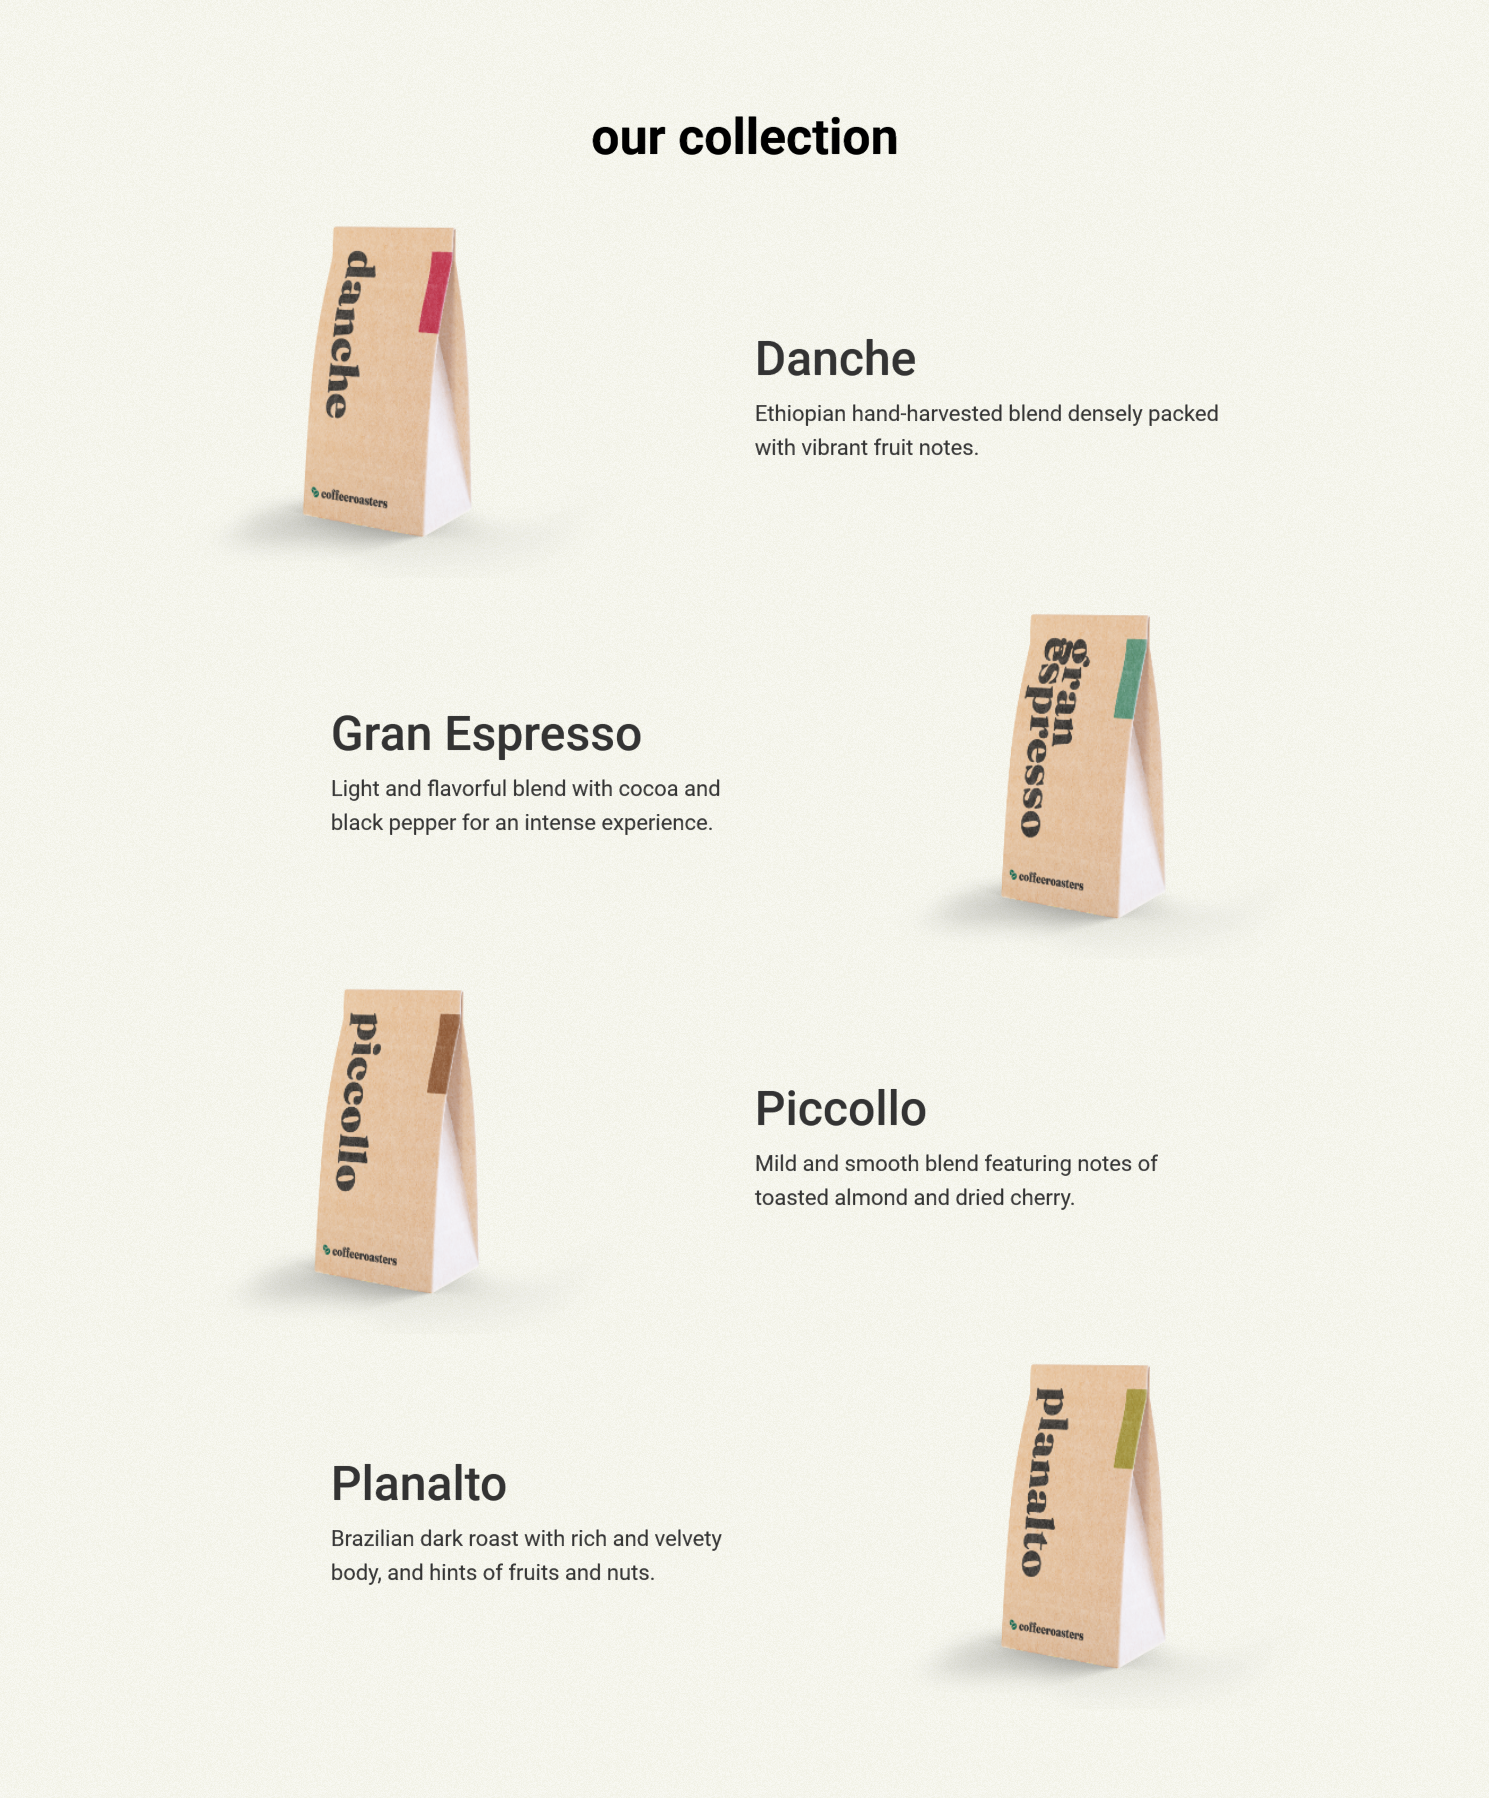 our collection
danche
coffeeroasters
Danche
Ethiopian hand-harvested blend densely packed
with vibrant fruit notes.
Gran Espresso
Light and flavorful blend with cocoa and
black pepper for an intense experience.
gran
espresso
coffeeroasters
piccollo
coffeeroasters
Piccollo
Mild and smooth blend featuring notes of
toasted almond and dried cherry.
Planalto
Brazilian dark roast with rich and velvety
body, and hints of fruits and nuts.
planalto
coffeeroasters